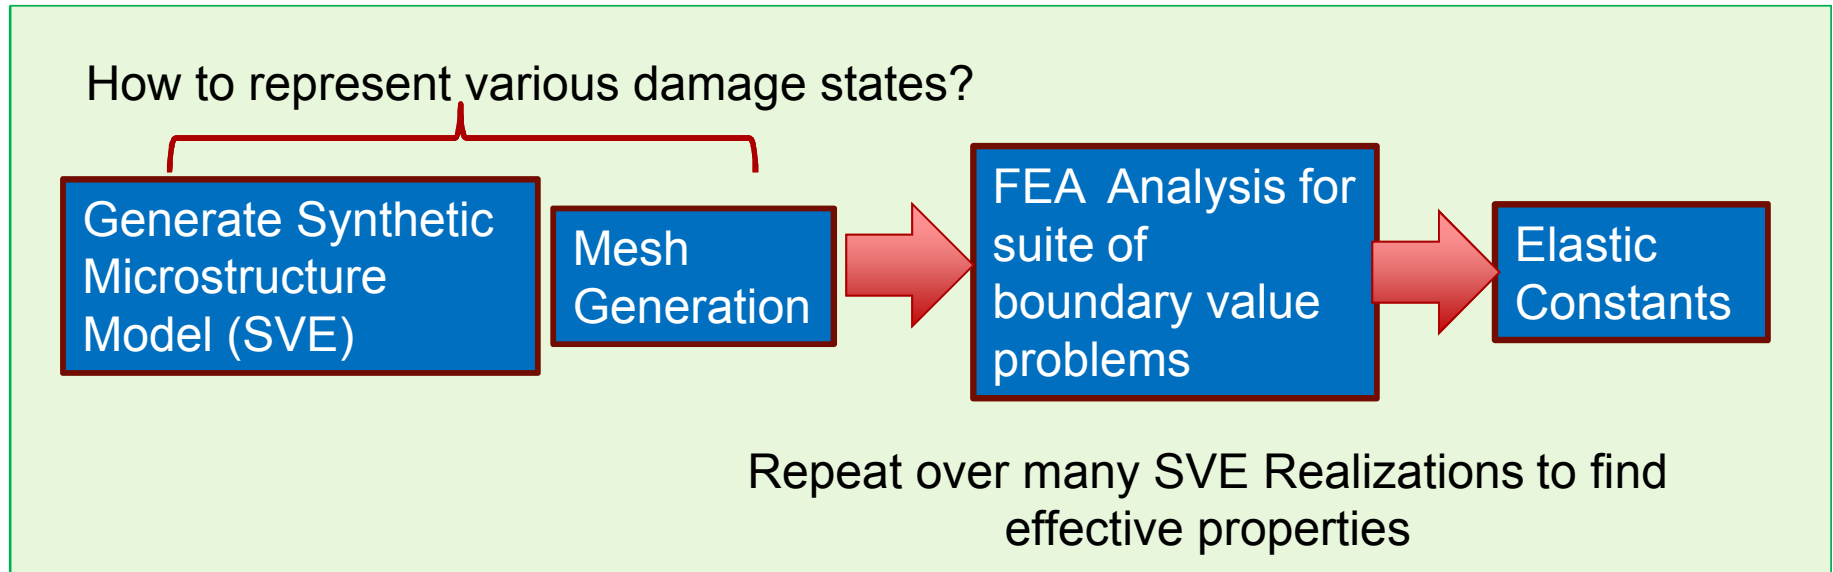 How to represent various damage states?
Generate Synthetic
Microstructure
Model (SVE)
Mesh
Generation
FEA Analysis for
suite of
boundary value
problems
Elastic
Constants
Repeat over many SVE Realizations to find
effective properties